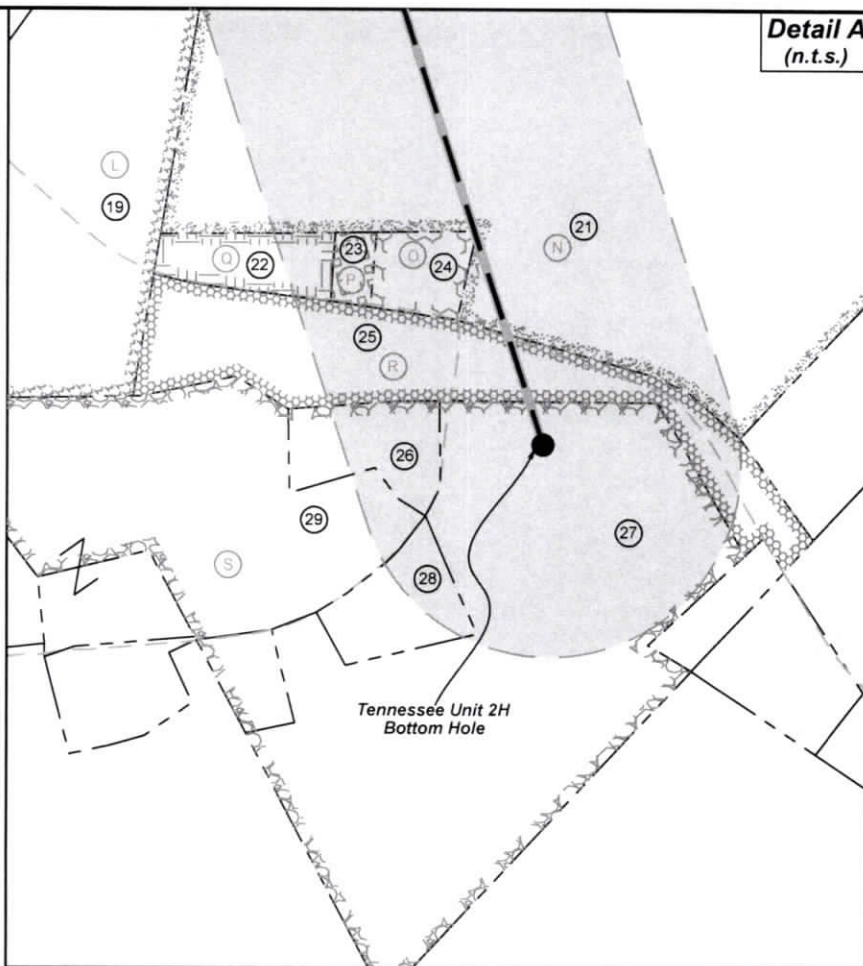 Detail A
(n.t.s.)
L
19
21
N
Q
22
23
P
O
24
25
R
26
27
29
28
S
Tennessee Unit 2H
Bottom Hole